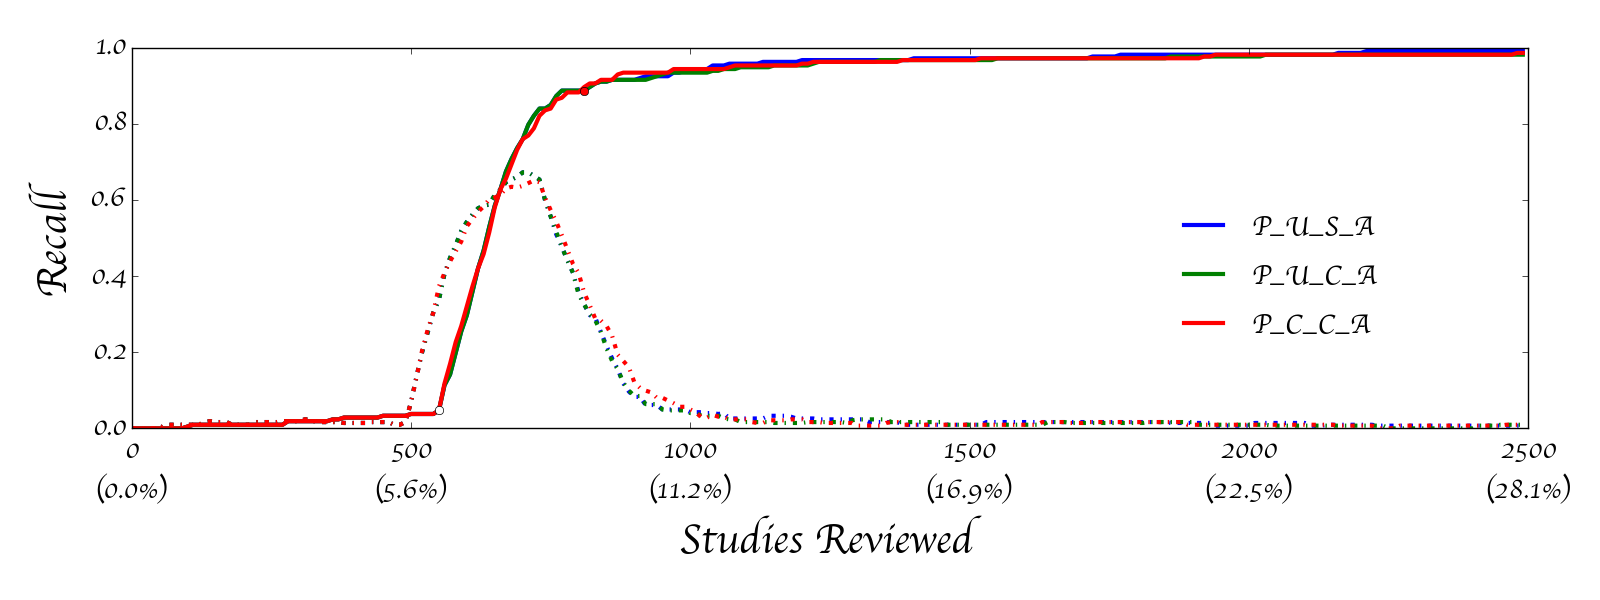 1.0
0.8
0.6
0.4
0.2
0.0
Recall
P_U_S_A
P_U_C_A
P_C_C_A
0 500 1000 1500 2000 2500
(0.0%) (5.6%) (11.2%) (16.9%) (22.5%) (28.1%)
Studies Reviewed